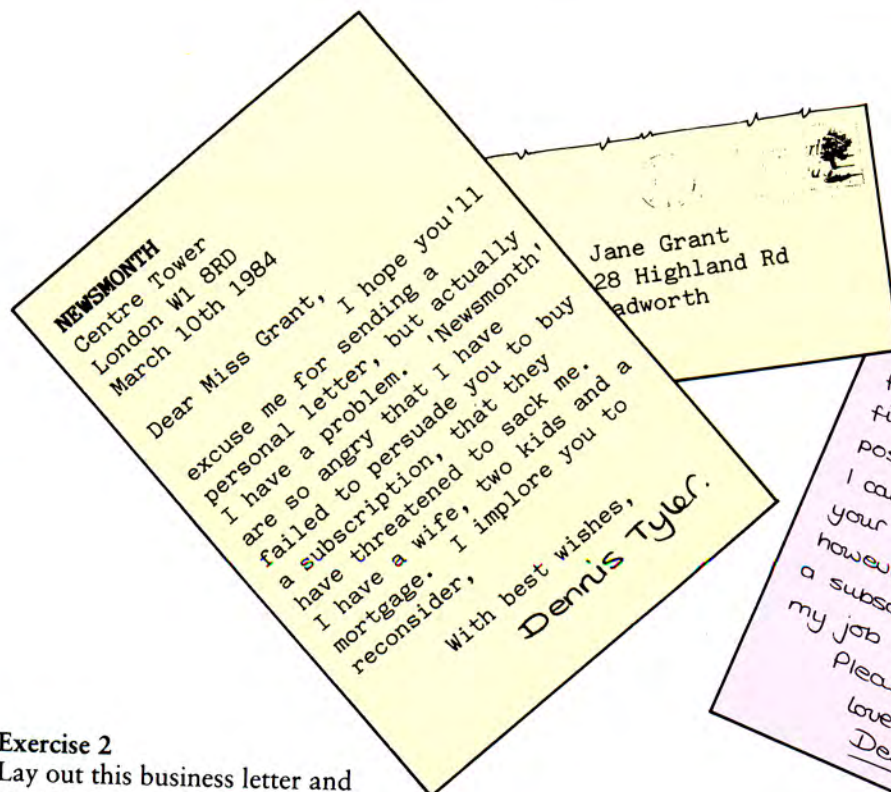 NEWSMONTH
Centre Tower
London W1 8RD
March 10th 1984
Dear Miss Grant,
I hope you'll
excuse me for sending a
personal letter, but actually
I have a problem. 'Newsmonth'
are so angry that I have
failed to persuade you to buy
a subscription, that they
have threatened to sack me.
I have a wife, two kids and a
mortgage. I implore you to
reconsider,
With best wishes,
Dennis Tyler.
Jane Grant
28 Highland Rd
pos
I ca
your
howev
a subsc
my job
Plea
love
De
Exercise 2
Lay out this business letter and